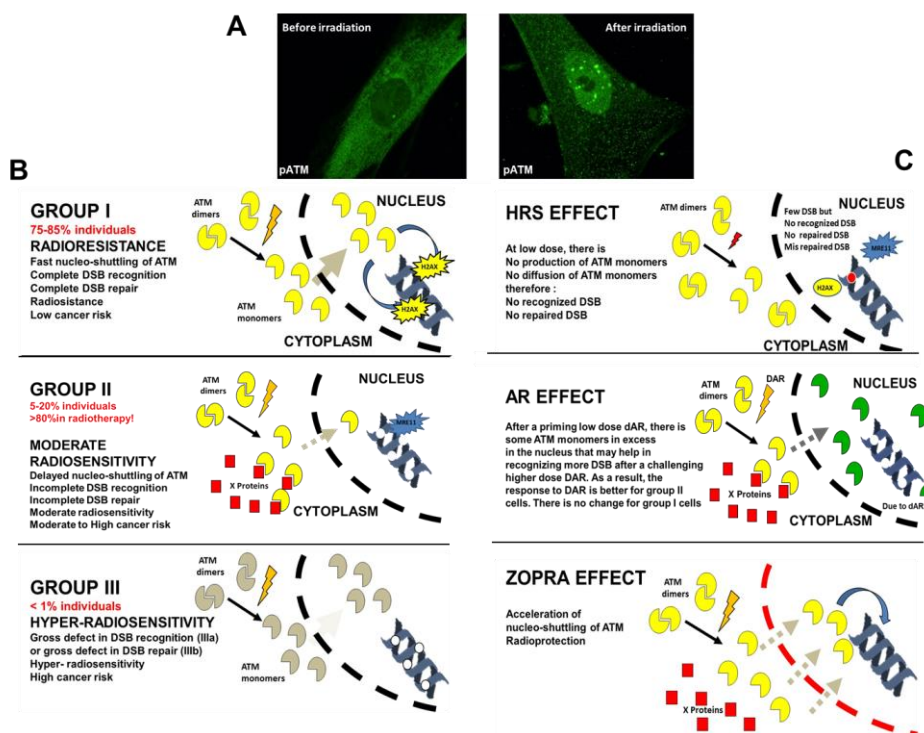 A
Before irradiation
After irradiation
pATM
pATM
B
C
GROUP I
75-85% individuals
RADIORESISTANCE
Fast nucleo-shuttling of ATM
Complete DSB recognition
Complete DSB repair
Radiosistance
Low cancer risk
ATM
dimers
NUCLEUS
H2AX
H2AX
ATM
monomers
CYTOPLASM
GROUP II
5-20% individuals
>80%in radiotherapy!
MODERATE
RADIOSENSITIVITY
Delayed nucleo-shuttling of ATM
Incomplete DSB recognition
Incomplete DSB repair
Moderate radiosensitivity
Moderate to High cancer risk
ATM
dimers
NUCLEUS
MRE11
X Proteins
CYTOPLASM
GROUP III
< 1% individuals
HYPER-RADIOSENSITIVITY
Gross defect in DSB recognition (IIIa)
or gross defect in DSB repair (IIIb)
Hyper- radiosensitivity
High cancer risk
ATM
dimers
ATM
monomers
HRS EFFECT
At low dose, there is
No production of ATM monomers
No diffusion of ATM monomers
therefore :
No recognized DSB
No repaired DSB
ATM dimers
NUCLEUS
Few DSB but
No recognized DSB
No repaired DSB
Mis repaired DSB
MRE11
H2AX
CYTOPLASM
AR EFFECT
After a priming low dose dAR, there is
some ATM monomers in excess
in the nucleus that may help in
recognizing more DSB after a challenging
higher dose DAR. As a result, the
response to DAR is better for group II
cells. There is no change for group I cells
ATM
dimers
DAR
NUCLEUS
X Proteins
Due to dAR
CYTOPLASM
ZOPRA EFFECT
Acceleration of
nucleo-shuttling of ATM
Radioprotection
ATM
dimers
X Proteins